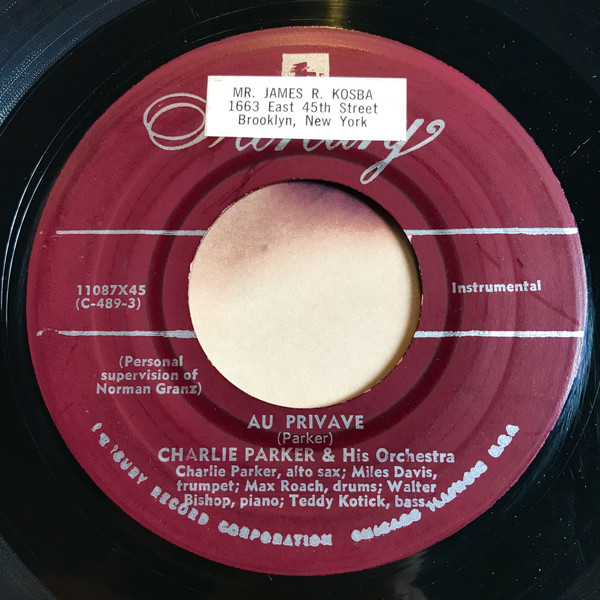 MR. JAMES R. KOSBA
1663 East 45th Street
Brooklyn, New York
Mercury
11087X45
(C-489-3)
Instrumental
(Personal
supervision of
Norman Granz)
AU PRIVAVE
(Parker)
CHARLIE PARKER & His Orchestra
Charlie Parker, alto sax; Miles Davis,
trumpet; Max Roach, drums; Walter
Bishop, piano; Teddy Kotick, bass.
MERCURY RECORD CORPORATION CHICAGO ILLINOIS U.S.A.